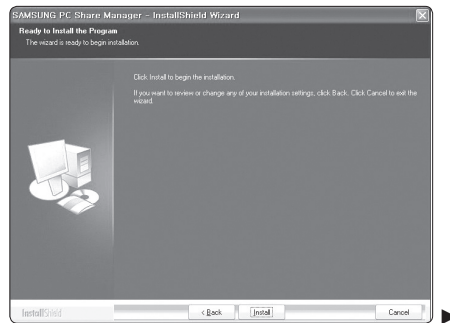 SAMSUNG PC Share Manager - InstallShield Wizard
Ready to Install the Program
The wizard is ready to begin installation.
Click Install to begin the installation.
If you want to review or change any of your installation settings, click Back. Click Cancel to exit the
wizard.
InstallShield
< Back
Install
Cancel